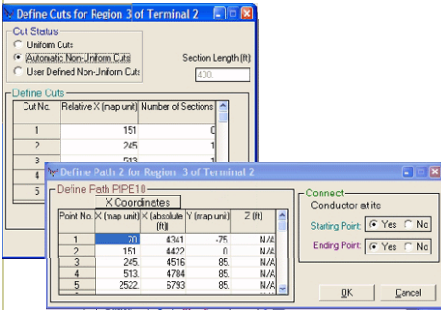 Define Cuts for Region 3 of Terminal 2
Cut Status
Uniform Cuts
Automatic Non-Uniform Cuts
User Defined Non-Uniform Cuts
Section Length (ft)
400.
Define Cuts
Cut No. Relative X (map unit) Number of Sections
1 151 0
2 245 1
3 513 1
4
5
Define Path 2 for Region 3 of Terminal 2
Define Path PIPE10
X Coordinates
Point No. X (map unit) X (absolute (ft)) Y (map unit) Z (ft)
1 70 4341 -75 N/A
2 151 4422 0 N/A
3 245. 4516 85. N/A
4 513. 4784 85. N/A
5 2522. 6793 85. N/A
Connect
Conductor at its
Starting Point: Yes No
Ending Point: Yes No
OK Cancel